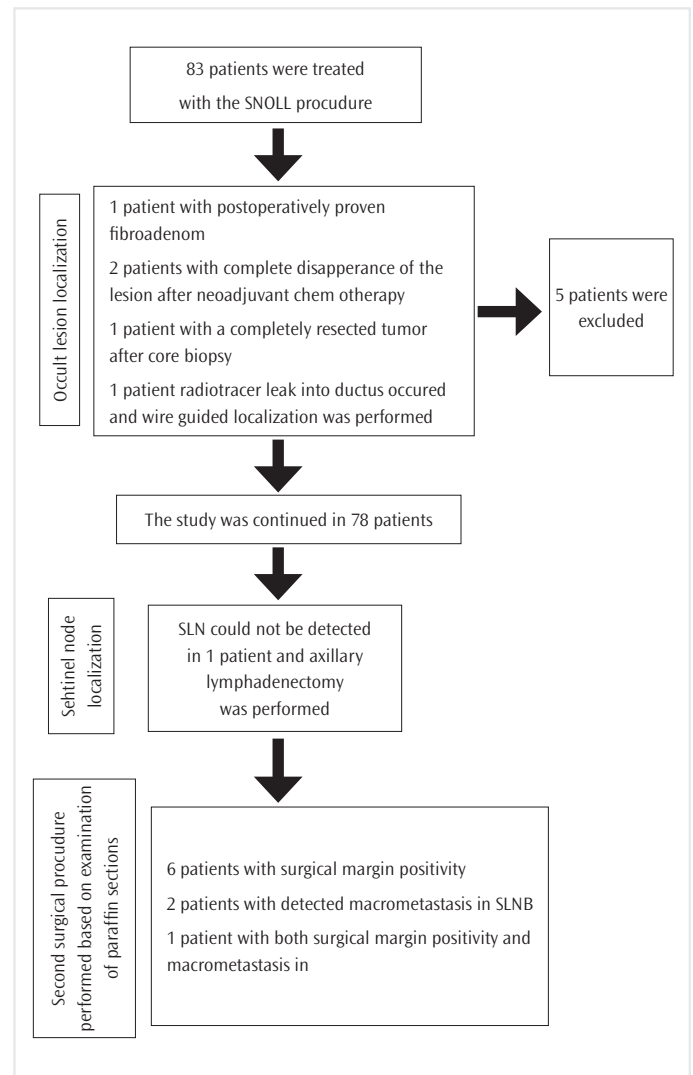 83 patients were treated
with the SNOLL procudure
Occult lesion localization
1 patient with postoperatively proven
fibroadenom
2 patients with complete disapperance of the
lesion after neoadjuvant chem otherapy
1 patient with a completely resected tumor
after core biopsy
1 patient radiotracer leak into ductus occured
and wire guided localization was performed
5 patients were
excluded
The study was continued in 78 patients
Sehtinel node
localization
SLN could not be detected
in 1 patient and axillary
lymphadenectomy
was performed
Second surgical procudure
performed based on examination
of paraffin sections
6 patients with surgical margin positivity
2 patients with detected macrometastasis in SLNB
1 patient with both surgical margin positivity and
macrometastasis in